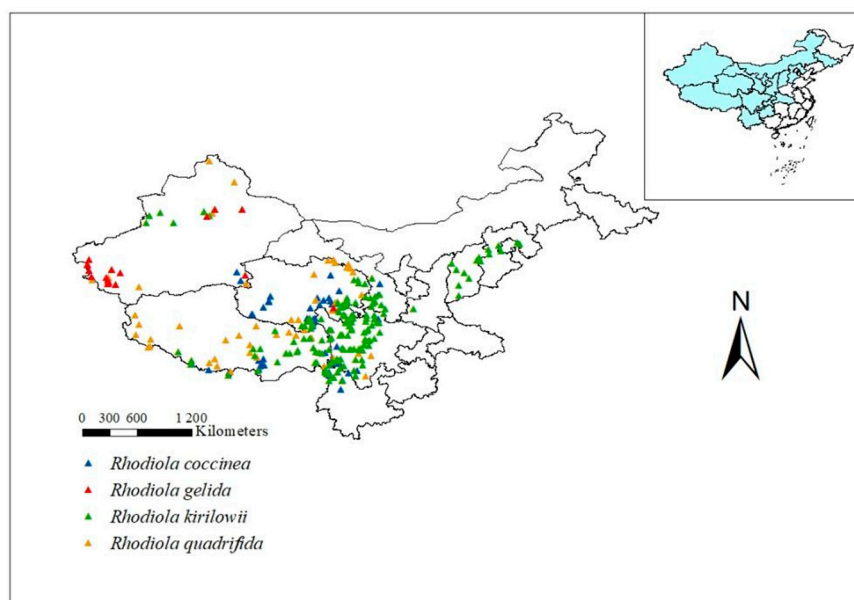 N
0 300 600 1 200
Kilometers
Rhodiola coccinea
Rhodiola gelida
Rhodiola kirilowii
Rhodiola quadrifida